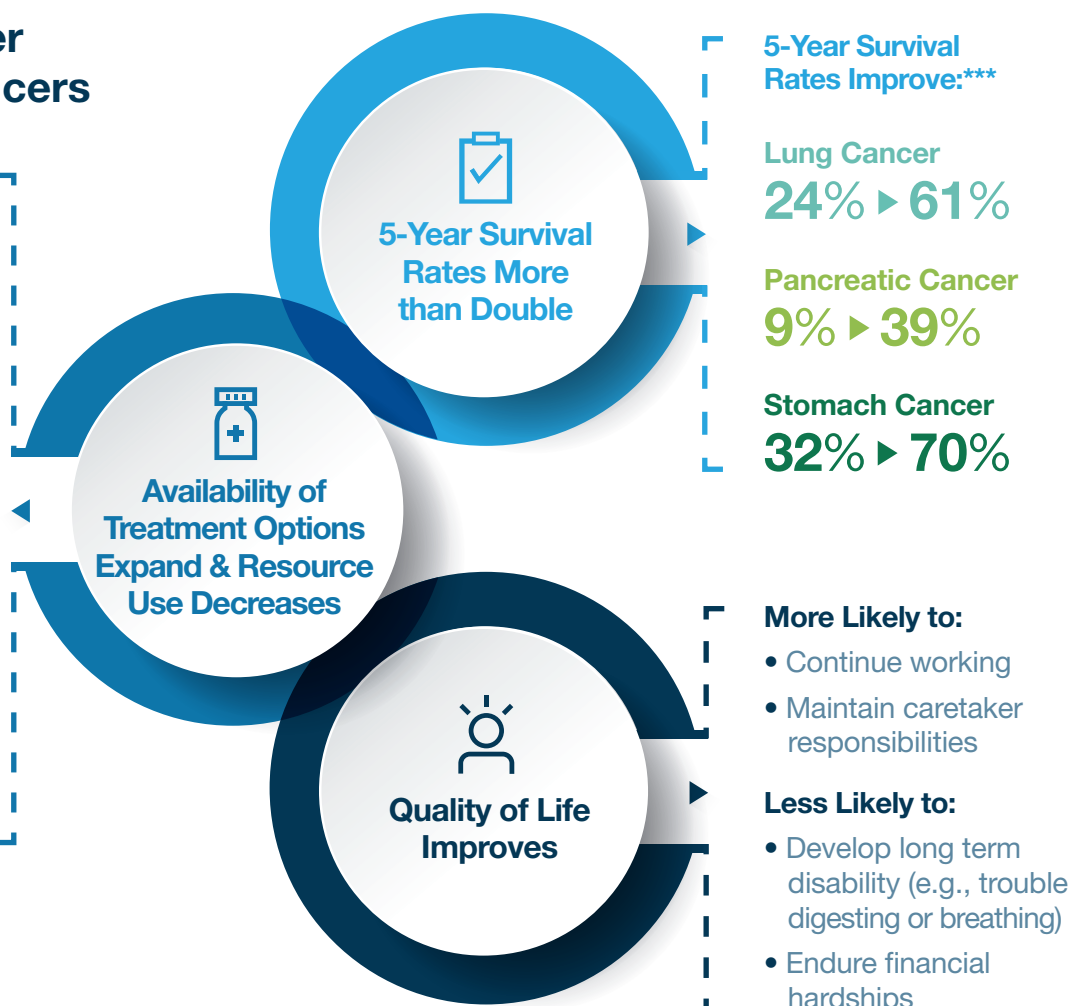 er
cers
5-Year Survival
Rates More
than Double
5-Year Survival
Rates Improve:***
Lung Cancer
24% ▸ 61%
Pancreatic Cancer
9% ▸ 39%
Stomach Cancer
32% ▸ 70%
Availability of
Treatment Options
Expand & Resource
Use Decreases
Quality of Life
Improves
More Likely to:
• Continue working
• Maintain caretaker
responsibilities
Less Likely to:
• Develop long term
disability (e.g., trouble
digesting or breathing)
• Endure financial
hardships